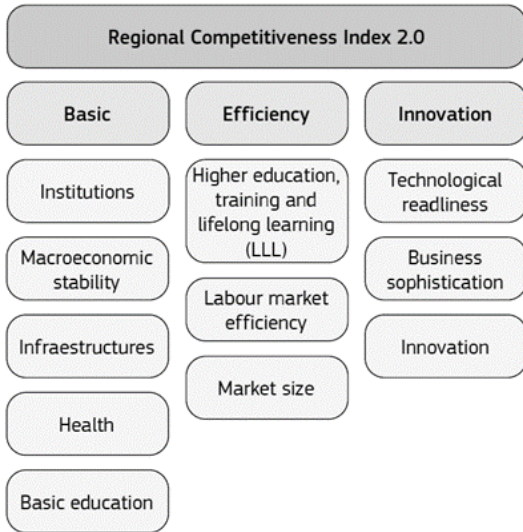 Regional Competitiveness Index 2.0
Basic
Efficiency
Innovation
Institutions
Macroeconomic
stability
Infraestructures
Health
Basic education
Higher education,
training and
lifelong learning
(LLL)
Labour market
efficiency
Market size
Technological
readliness
Business
sophistication
Innovation